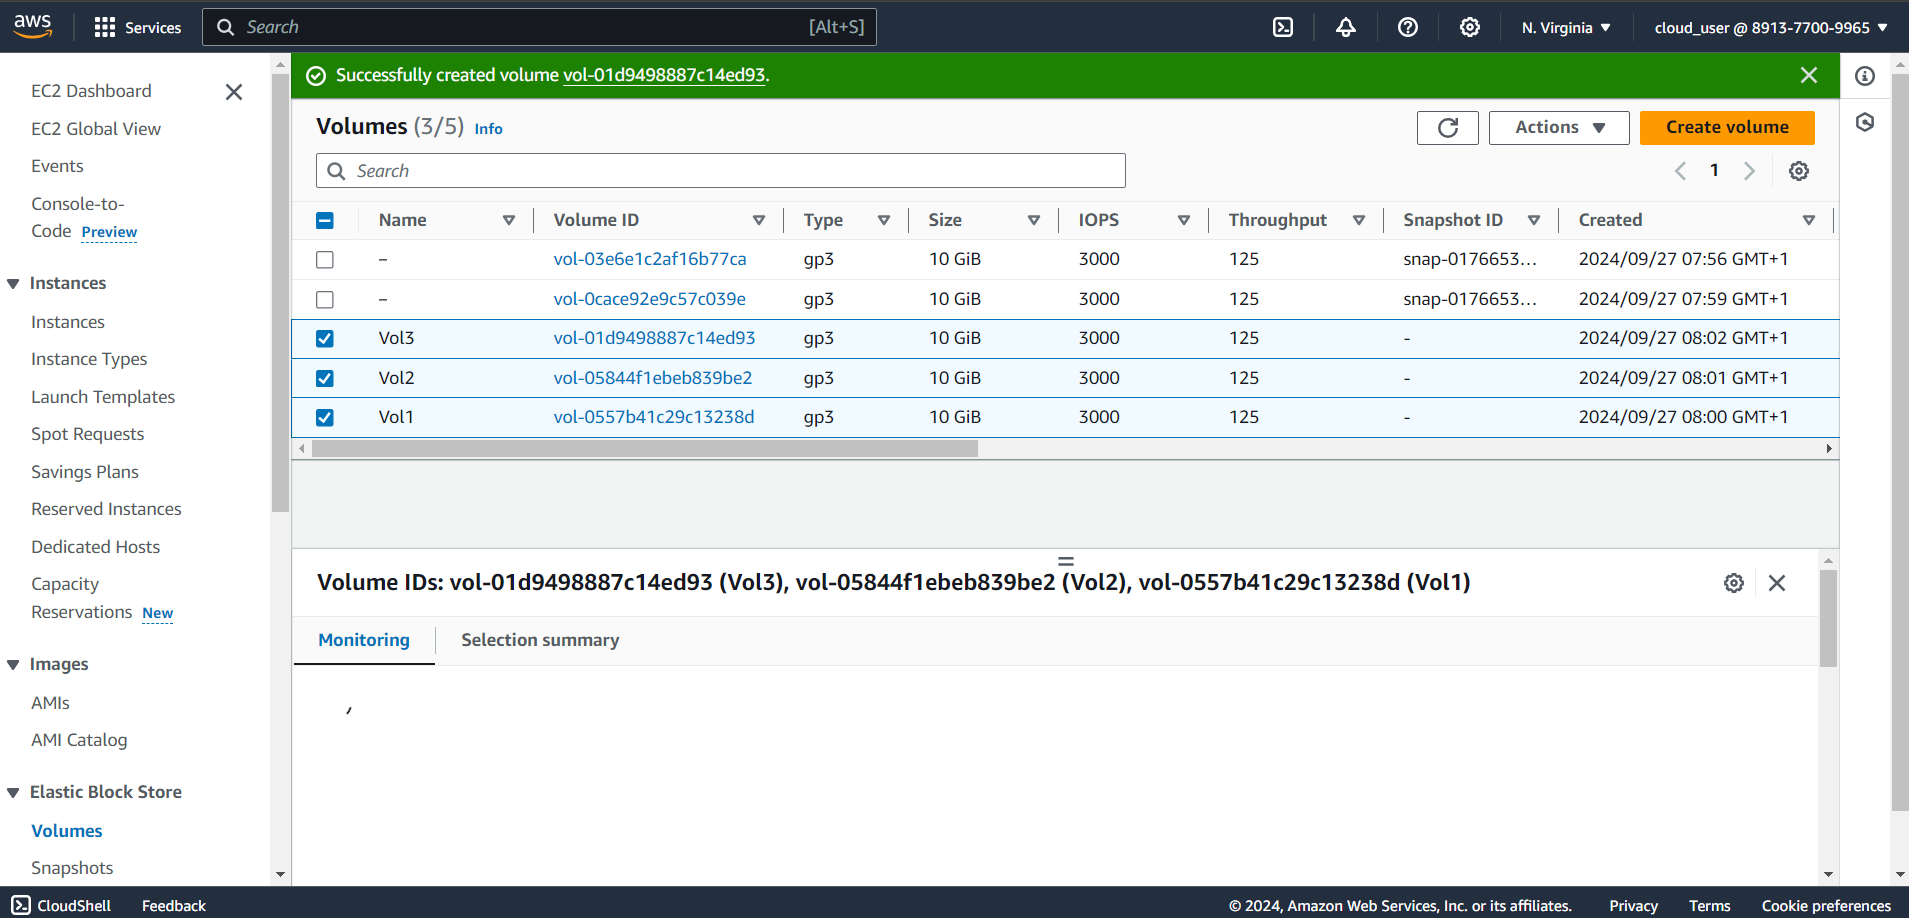 aws Services Search [Alt+S] N. Virginia cloud_user @ 8913-7700-9965
EC2 Dashboard
EC2 Global View
Events
Console-to-
Code Preview
Instances
Instances
Instance Types
Launch Templates
Spot Requests
Savings Plans
Reserved Instances
Dedicated Hosts
Capacity
Reservations New
Images
AMIs
AMI Catalog
Elastic Block Store
Volumes
Snapshots
Successfully created volume vol-01d9498887c14ed93.
Volumes (3/5) Info Actions Create volume
Search 1
Name Volume ID Type Size IOPS Throughput Snapshot ID Created
– vol-03e6e1c2af16b77ca gp3 10 GiB 3000 125 snap-0176653... 2024/09/27 07:56 GMT+1
– vol-0cace92e9c57c039e gp3 10 GiB 3000 125 snap-0176653... 2024/09/27 07:59 GMT+1
Vol3 vol-01d9498887c14ed93 gp3 10 GiB 3000 125 - 2024/09/27 08:02 GMT+1
Vol2 vol-05844f1ebeb839be2 gp3 10 GiB 3000 125 - 2024/09/27 08:01 GMT+1
Vol1 vol-0557b41c29c13238d gp3 10 GiB 3000 125 - 2024/09/27 08:00 GMT+1
Volume IDs: vol-01d9498887c14ed93 (Vol3), vol-05844f1ebeb839be2 (Vol2), vol-0557b41c29c13238d (Vol1)
Monitoring Selection summary
CloudShell Feedback © 2024, Amazon Web Services, Inc. or its affiliates. Privacy Terms Cookie preferences